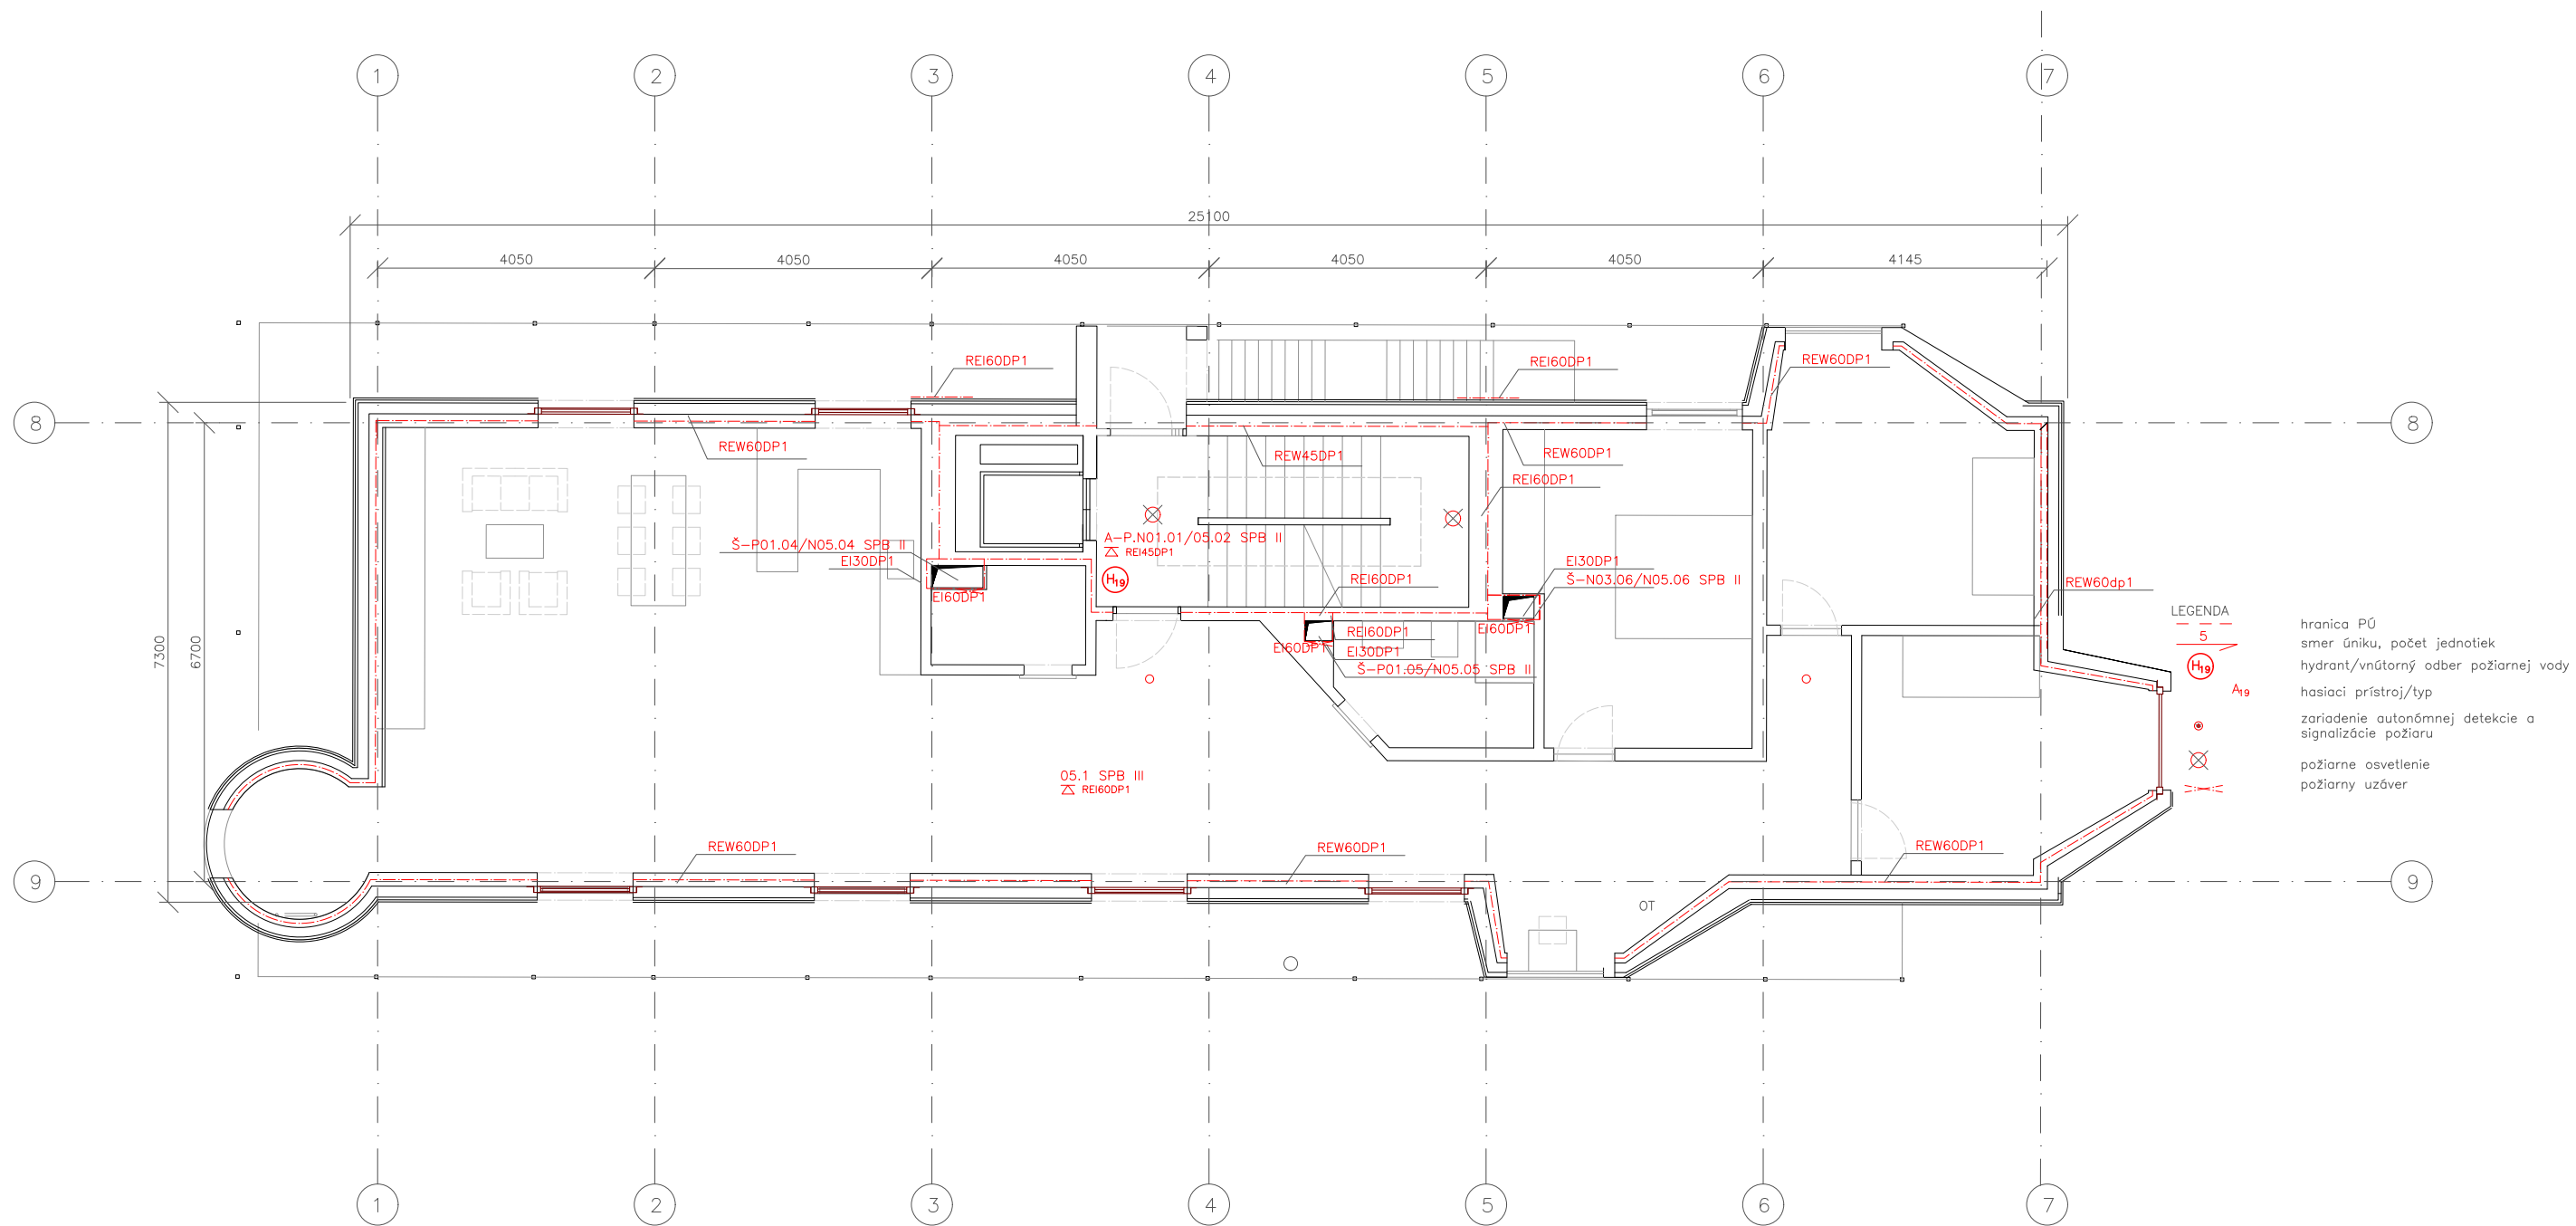 1
2
3
4
5
6
7
25100
4050
4050
4050
4050
4050
4145
REI60DP1
REI60DP1
REW60DP1
8
8
REW60DP1
REW45DP1
REW60DP1
REI60DP1
A-P.N01.01/05.02 SPB II
REI45DP1
Š-P01.04/N05.04 SPB II
EI30DP1
EI60DP1
H19
EI30DP1
Š-N03.06/N05.06 SPB II
REI60DP1
EI60DP1
REI60DP1
EI60DP1
EI30DP1
Š-P01.05/N05.05 SPB II
REW60dp1
7300
6700
LEGENDA
hranica PÚ
5
smer úniku, počet jednotiek
H19
hydrant/vnútorný odber požiarnej vody
A19
hasiaci prístroj/typ
zariadenie autonómnej detekcie a
signalizácie požiaru
požiarne osvetlenie
požiarny uzáver
05.1 SPB III
REI60DP1
REW60DP1
REW60DP1
REW60DP1
9
9
OT
1
2
3
4
5
6
7